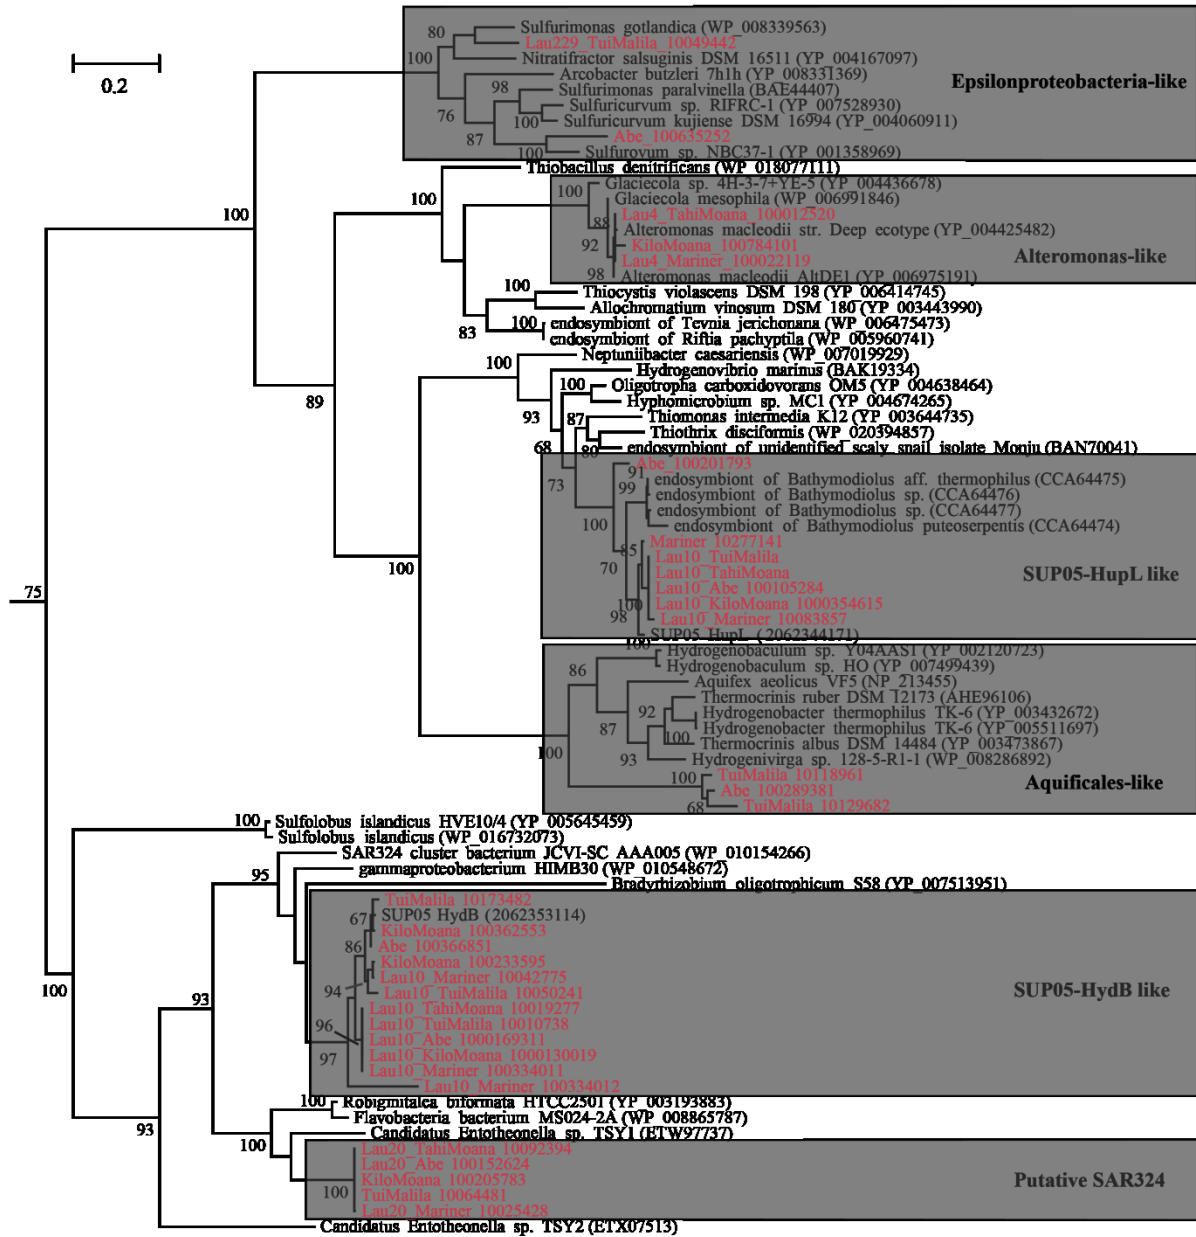 Sulfurimonas gotlandica (WP_008339563)
80
Lau229_TuiMalila_10049442
100
Nitratifractor salsuginis DSM 16511 (YP_004167097)
0.2
Arcobacter butzleri 7h1h (YP_008331369)
Epsilonproteobacteria-like
98
Sulfurimonas paralvinella (BAE44407)
Sulfuricurvum sp. RIFRC-1 (YP_007528930)
76
100
Sulfuricurvum kujiense DSM 16994 (YP_004060911)
87
Abe_100635252
100
Sulfurovum sp. NBC37-1 (YP_001358969)
Thiobacillus denitrificans (WP_018077111)
100
Glaciecola sp. 4H-3-7+YE-5 (YP_004436678)
100
Glaciecola mesophila (WP_006991846)
100
Lau4_TahiMoana_100012520
88
Alteromonas macleodii str. Deep ecotype (YP_004425482)
92
KiloMoana_100784101
Lau4_Mariner_100022119
Alteromonas-like
98
Alteromonas macleodii AltDE1 (YP_006975191)
100
Thiocystis violascens DSM 198 (YP_006414745)
Allochromatium vinosum DSM 180 (YP_003443990)
83
100
endosymbiont of Tevnia jerichonana (WP_006475473)
endosymbiont of Riftia pachyptila (WP_005960741)
100
Neptuniibacter caesariensis (WP_007019929)
Hydrogenovibrio marinus (BAK19334)
89
100
Oligotropha carboxidovorans OM5 (YP_004638464)
Hyphomicrobium sp. MC1 (YP_004674265)
93
87
Thiomonas intermedia K12 (YP_003644735)
Thiothrix disciformis (WP_020394857)
68
80
endosymbiont of unidentified scaly snail isolate Monju (BAN70041)
Abe_100201793
91
endosymbiont of Bathymodiolus aff. thermophilus (CCA64475)
73
99
endosymbiont of Bathymodiolus sp. (CCA64476)
endosymbiont of Bathymodiolus sp. (CCA64477)
100
endosymbiont of Bathymodiolus puteoserpentis (CCA64474)
Mariner_10277141
85
Lau10_TuiMalila
100
70
Lau10_TahiMoana
SUP05-HupL like
75
Lau10_Abe_100105284
100
Lau10_KiloMoana_1000354615
98
Lau10_Mariner_10083857
SUP05_HupL (2062344171)
100
Hydrogenobaculum sp. Y04AAS1 (YP_002120723)
86
Hydrogenobaculum sp. HO (YP_007499439)
Aquifex aeolicus VF5 (NP_213455)
Thermocrinis ruber DSM 12173 (AHE96106)
92
Hydrogenobacter thermophilus TK-6 (YP_003432672)
87
Hydrogenobacter thermophilus TK-6 (YP_005511697)
100
100
Thermocrinis albus DSM 14484 (YP_003473867)
93
Hydrogenivirga sp. 128-5-R1-1 (WP_008286892)
100
TuiMalila_10118961
Aquificales-like
Abe_100289381
68
TuiMalila_10129682
100
Sulfolobus islandicus HVE10/4 (YP_005645459)
Sulfolobus islandicus (WP_016732073)
SAR324 cluster bacterium JCVI-SC AAA005 (WP_010154266)
95
gammaproteobacterium HIMB30 (WP_010548672)
Bradyrhizobium oligotrophicum S58 (YP_007513951)
TuiMalila_10173482
67
SUP05 HydB (2062353114)
KiloMoana_100362553
86
Abe_100366851
100
KiloMoana_100233595
Lau10_Mariner_10042775
SUP05-HydB like
94
Lau10_TuiMalila_10050241
93
Lau10_TahiMoana_10019277
96
Lau10_TuiMalila_10010738
Lau10_Abe_1000169311
97
Lau10_KiloMoana_1000130019
Lau10_Mariner_100334011
Lau10_Mariner_100334012
100
Robigmitalea biformata HTCC2501 (YP_003193883)
Flavobacteria bacterium MS024-2A (WP_008865787)
93
Candidatus Entotheonella sp. TSY1 (ETW97737)
100
Lau20_TahiMoana_10092394
Lau20_Abe_100152624
KiloMoana_100205783
Putative SAR324
100
TuiMalila_10064481
Lau20_Mariner_10025428
Candidatus Entotheonella sp. TSY2 (ETX07513)